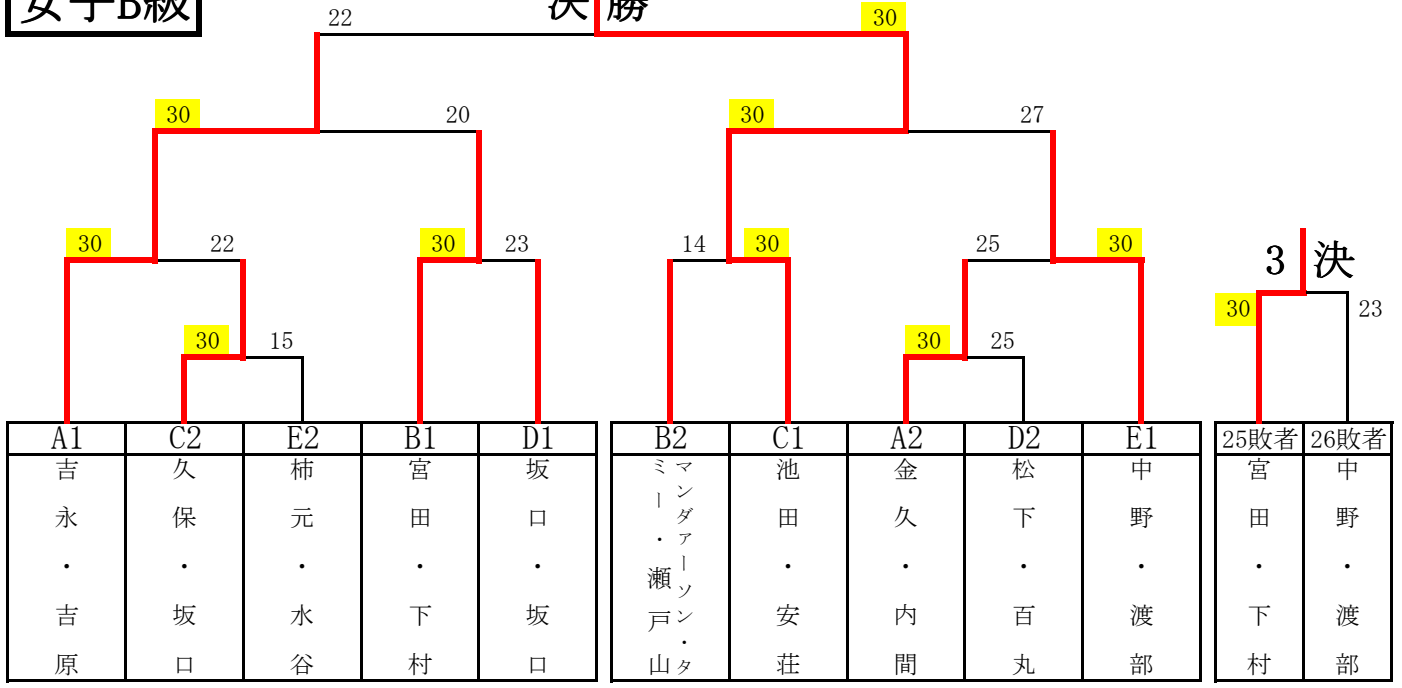 女子B級
決勝
22
30
30
20
30
27
30
22
30
23
14
30
25
30
3決
30
23
30
15
30
25
A1
C2
E2
B1
D1
B2
C1
A2
D2
E1
25敗者
26敗者
吉永・吉原
久保・坂口
柿元・水谷
宮田・下村
坂口・坂口
マンダァーソン・タ
ミー・瀬戸山
池田・安荘
金久・内間
松下・百丸
中野・渡部
宮田・下村
中野・渡部